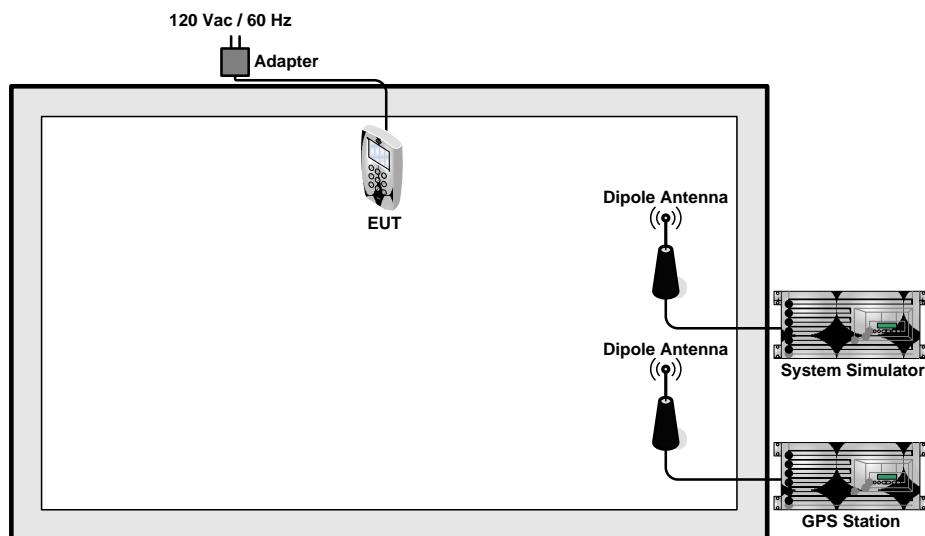 120 Vac / 60 Hz
Adapter
EUT
Dipole Antenna
System Simulator
Dipole Antenna
GPS Station